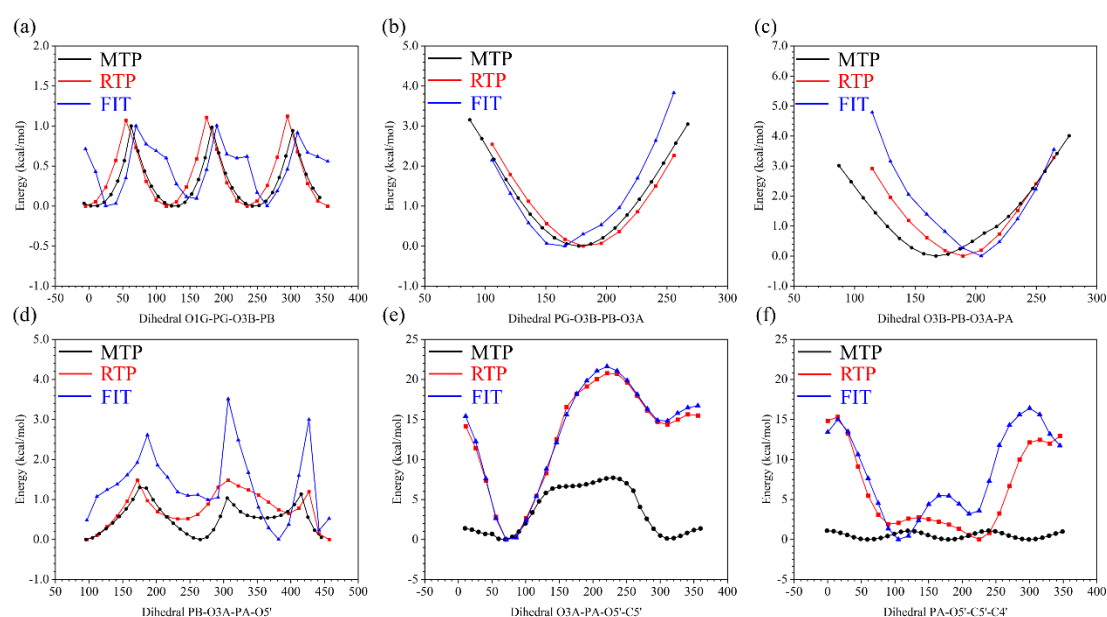 (a)
2.0
1.5
1.0
0.5
0.0
-0.5
-1.0
Energy (kcal/mol)
MTP
RTP
FIT
-50 0 50 100 150 200 250 300 350 400
Dihedral O1G-PG-O3B-PB
(b)
5.0
4.0
3.0
2.0
1.0
0.0
-1.0
Energy (kcal/mol)
MTP
RTP
FIT
50 100 150 200 250 300
Dihedral PG-O3B-PB-O3A
(c)
7.0
6.0
5.0
4.0
3.0
2.0
1.0
0.0
-1.0
Energy (kcal/mol)
MTP
RTP
FIT
50 100 150 200 250 300
Dihedral O3B-PB-O3A-PA
(d)
5.0
4.0
3.0
2.0
1.0
0.0
-1.0
Energy (kcal/mol)
MTP
RTP
FIT
50 100 150 200 250 300 350 400 450 500
Dihedral PB-O3A-PA-O5'
(e)
25
20
15
10
5
0
-5
Energy (kcal/mol)
MTP
RTP
FIT
-50 0 50 100 150 200 250 300 350 400
Dihedral O3A-PA-O5'-C5'
(f)
25
20
15
10
5
0
-5
Energy (kcal/mol)
MTP
RTP
FIT
-50 0 50 100 150 200 250 300 350 400
Dihedral PA-O5'-C5'-C4'